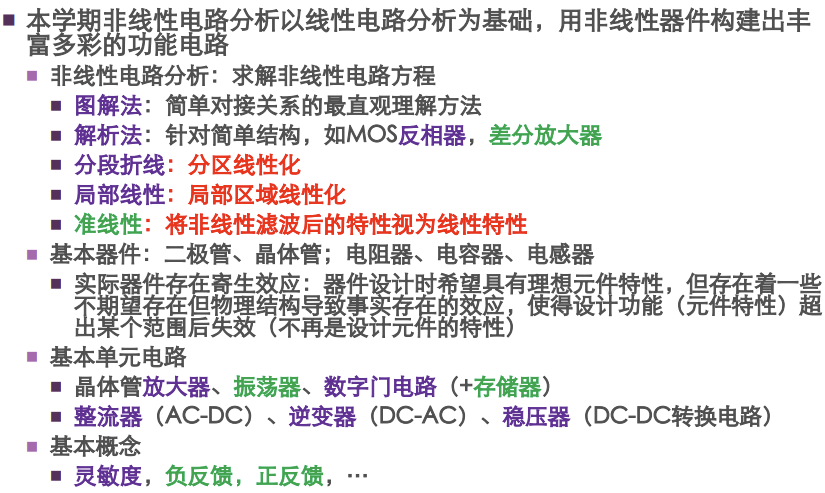 本学期非线性电路分析以线性电路分析为基础，用非线性器件构建出丰
富多彩的功能电路
非线性电路分析：求解非线性电路方程
图解法：简单对接关系的最直观理解方法
解析法：针对简单结构，如MOS反相器，差分放大器
分段折线：分区线性化
局部线性：局部区域线性化
准线性：将非线性滤波后的特性视为线性特性
基本器件：二极管、晶体管；电阻器、电容器、电感器
实际器件存在寄生效应：器件设计时希望具有理想元件特性，但存在着一些
不期望存在但物理结构导致事实存在的效应，使得设计功能（元件特性）超
出某个范围后失效（不再是设计元件的特性）
基本单元电路
晶体管放大器、振荡器、数字门电路（+存储器）
整流器（AC-DC）、逆变器（DC-AC）、稳压器（DC-DC转换电路）
基本概念
灵敏度，负反馈，正反馈，…